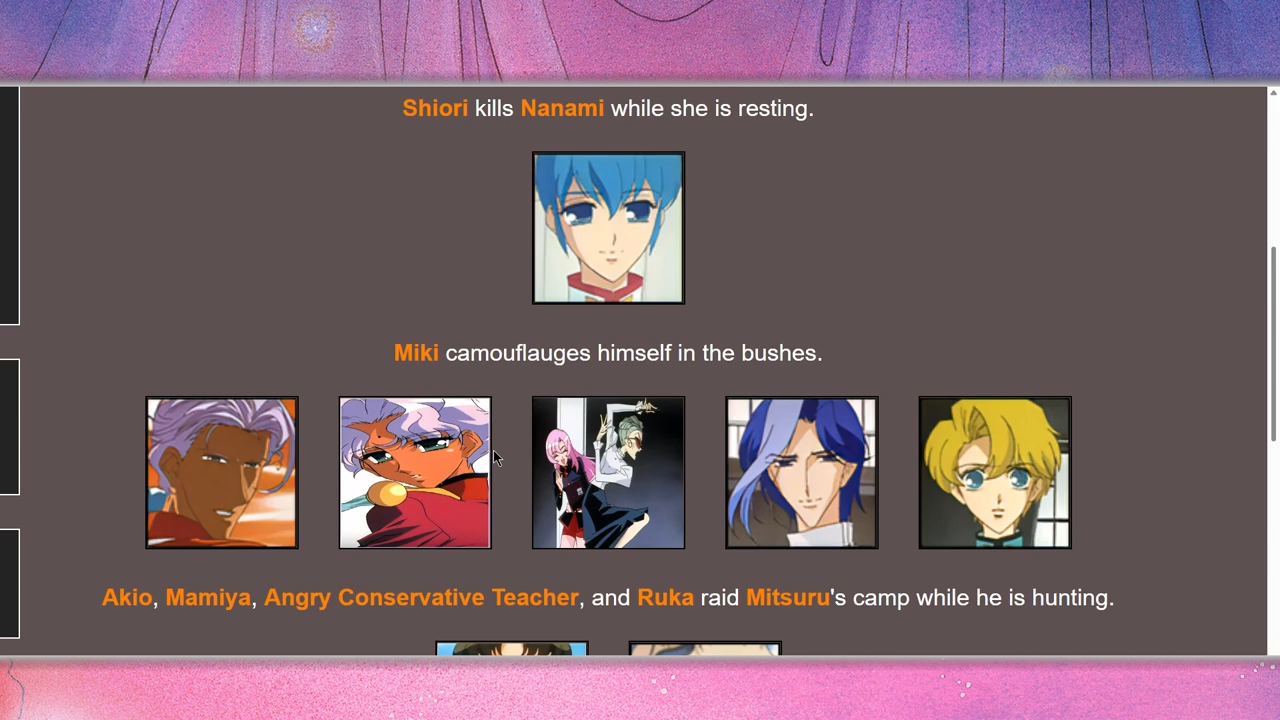 Shiori kills Nanami while she is resting.
Miki camouflauges himself in the bushes.
Akio, Mamiya, Angry Conservative Teacher, and Ruka raid Mitsuru's camp while he is hunting.